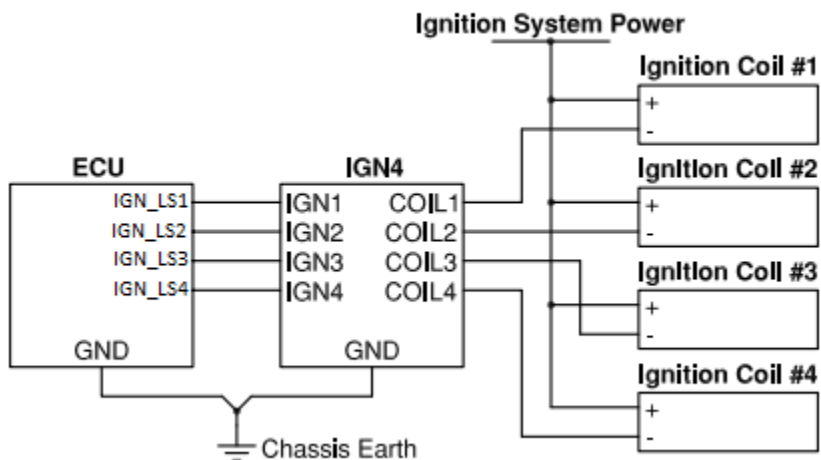 Ignition System Power
Ignition Coil #1
+
-
ECU
IGN4
Ignition Coil #2
IGN_LS1
IGN1
COIL1
+
IGN_LS2
IGN2
COIL2
-
IGN_LS3
IGN3
COIL3
Ignition Coil #3
IGN_LS4
IGN4
COIL4
+
-
GND
GND
Ignition Coil #4
+
-
Chassis Earth